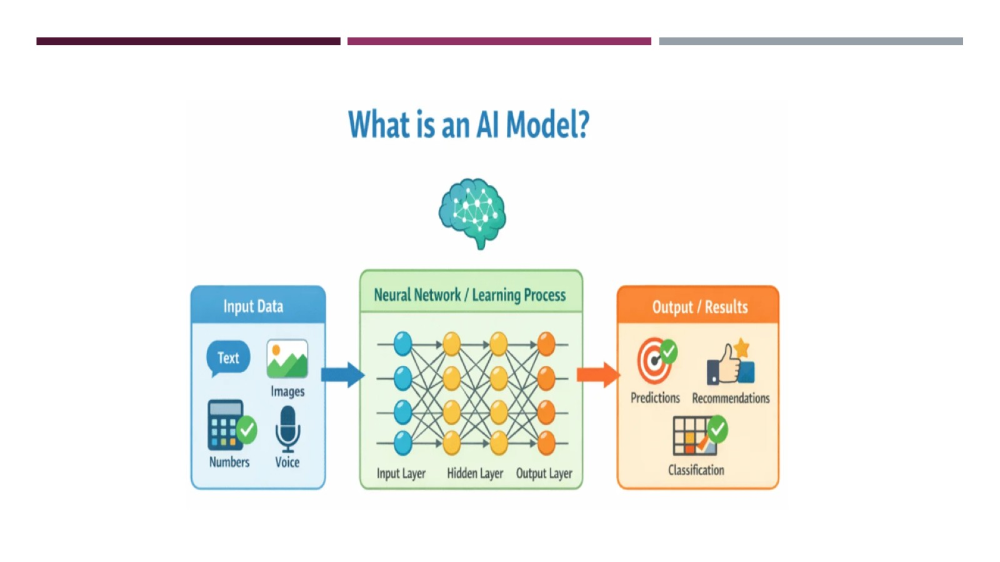 What is an AI Model?
Input Data
Text
Images
Numbers
Voice
Neural Network / Learning Process
Input Layer
Hidden Layer
Output Layer
Output / Results
Predictions
Recommendations
Classification